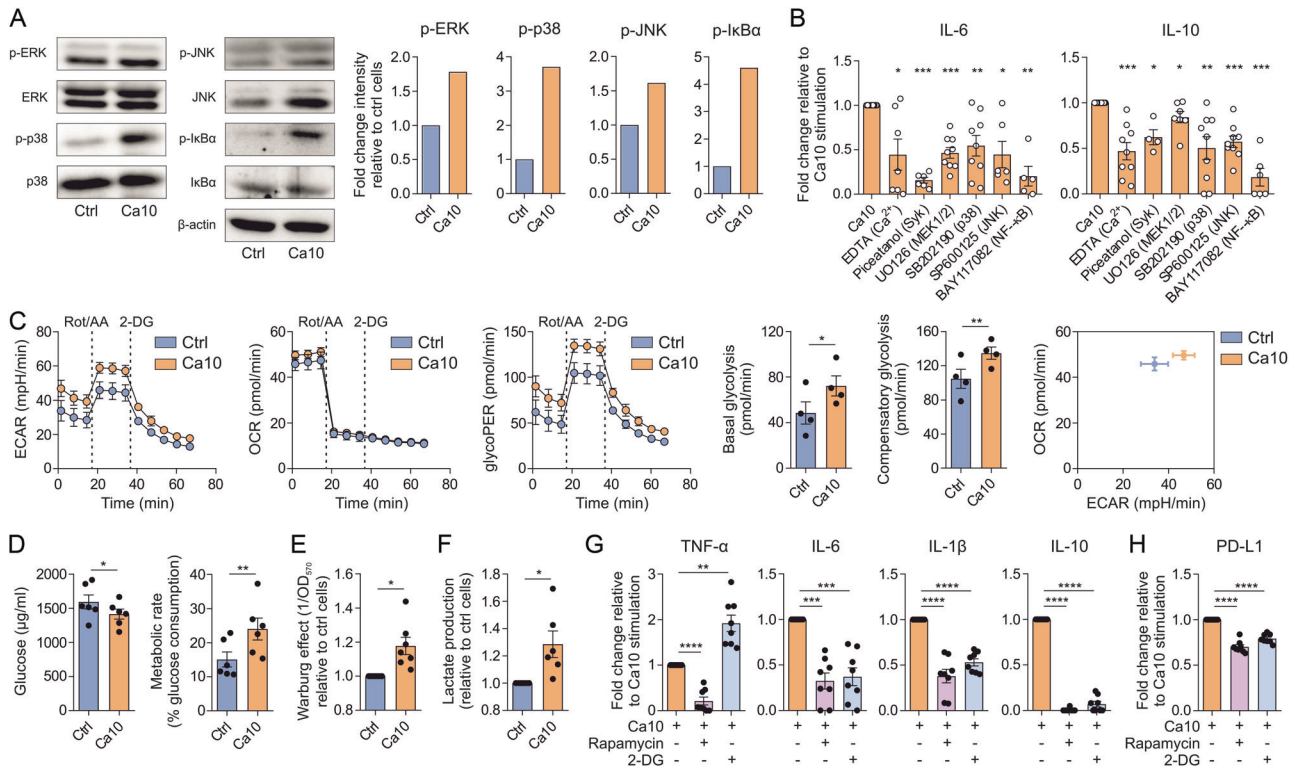 A
p-ERK
ERK
p-p38
p38
Ctrl Ca10
p-JNK
JNK
p-IκBα
IκBα
β-actin
Ctrl Ca10
Fold change intensity
relative to ctrl cells
p-ERK
2.0
1.5
1.0
0.5
0.0
Ctrl
Ca10
p-p38
4
3
2
1
0
Ctrl
Ca10
p-JNK
2.0
1.5
1.0
0.5
0.0
Ctrl
Ca10
p-IκBα
5
4
3
2
1
0
Ctrl
Ca10
B
Fold change relative to
Ca10 stimulation
IL-6
* *** *** ** * **
1.5
1.0
0.5
0.0
Ca10
EDTA (Ca²⁺)
Piceatanol (Syk)
UO126 (MEK1/2)
SB202190 (p38)
SP600125 (JNK)
BAY117082 (NF-κB)
IL-10
*** * * ** *** ***
1.5
1.0
0.5
0.0
Ca10
EDTA (Ca²⁺)
Piceatanol (Syk)
UO126 (MEK1/2)
SB202190 (p38)
SP600125 (JNK)
BAY117082 (NF-κB)
C
Rot/AA 2-DG
Ctrl
Ca10
ECAR (mpH/min)
80
60
40
20
0
0 20 40 60 80
Time (min)
Rot/AA 2-DG
Ctrl
Ca10
OCR (pmol/min)
60
40
20
0
0 20 40 60 80
Time (min)
Rot/AA 2-DG
Ctrl
Ca10
glycoPER (pmol/min)
150
100
50
0
0 20 40 60 80
Time (min)
Basal glycolysis
(pmol/min)
120
90
60
30
0
*
Ctrl
Ca10
Compensatory glycolysis
(pmol/min)
160
120
80
40
0
**
Ctrl
Ca10
OCR (pmol/min)
60
40
20
0
0 20 40 60
ECAR (mpH/min)
Ctrl
Ca10
D
Glucose (μg/ml)
2000
1500
1000
500
0
*
Ctrl
Ca10
Metabolic rate
(% glucose consumption)
40
30
20
10
0
**
Ctrl
Ca10
E
Warburg effect (1/OD₅₇₀
relative to ctrl cells)
1.4
1.2
1.0
0.8
*
Ctrl
Ca10
F
Lactate production
(relative to ctrl cells)
1.8
1.6
1.4
1.2
1.0
0.8
*
Ctrl
Ca10
G
Fold change relative
to Ca10 stimulation
TNF-α
3
2
1
0
**
****
IL-6
1.5
1.0
0.5
0.0
***
***
IL-1β
1.5
1.0
0.5
0.0
****
****
IL-10
1.5
1.0
0.5
0.0
****
****
Ca10 + + + + + + + + + + + +
Rapamycin - + - - + - - + - - + -
2-DG - - + - - + - - + - - +
H
Fold change relative
to Ca10 stimulation
PD-L1
1.5
1.0
0.5
0.0
****
****
Ca10 + + +
Rapamycin - + -
2-DG - - +